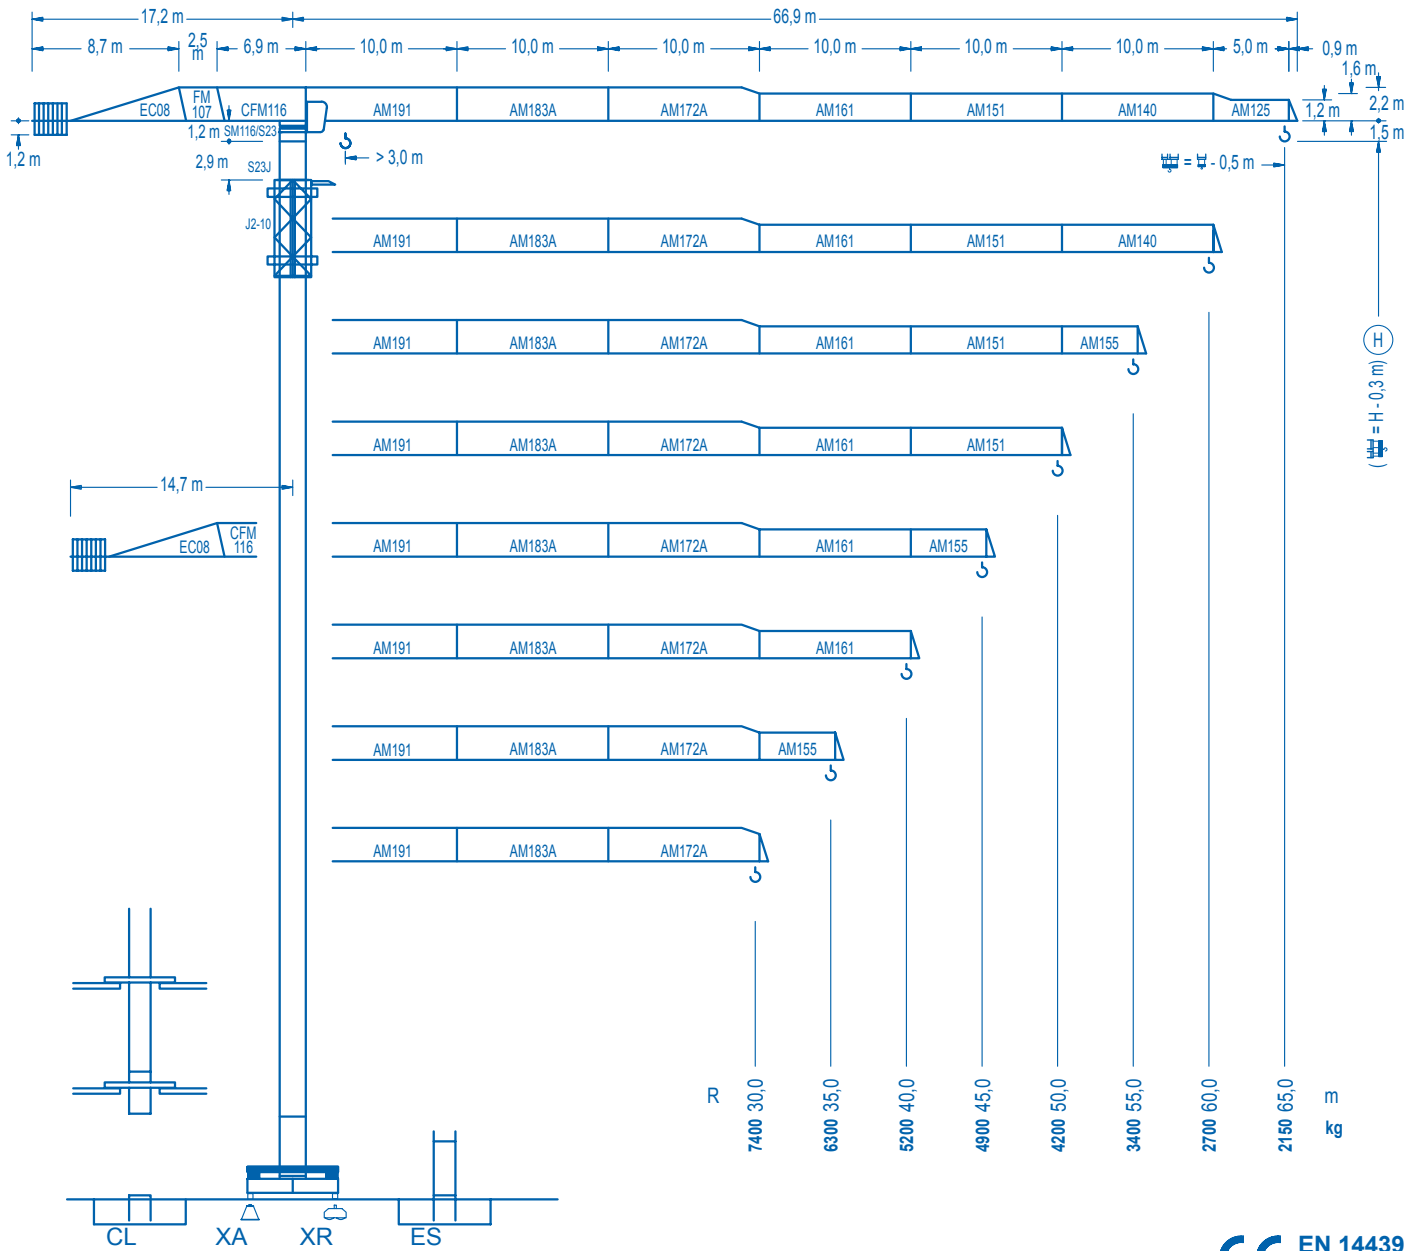 17,2 m 66,9 m
8,7 m 2,5 m 6,9 m 10,0 m 10,0 m 10,0 m 10,0 m 10,0 m 10,0 m 5,0 m 0,9 m
1,6 m
EC08 FM 107 CFM116 AM191 AM183A AM172A AM161 AM151 AM140 AM125 1,2 m 2,2 m
1,2 m SM116/S23 1,5 m
1,2 m 2,9 m S23J > 3,0 m = - 0,5 m
J2-10 AM191 AM183A AM172A AM161 AM151 AM140
AM191 AM183A AM172A AM161 AM151 AM155
H
( = H - 0,3 m)
AM191 AM183A AM172A AM161 AM151
14,7 m
EC08 CFM 116 AM191 AM183A AM172A AM161 AM155
AM191 AM183A AM172A AM161
AM191 AM183A AM172A AM155
AM191 AM183A AM172A
R 30,0 35,0 40,0 45,0 50,0 55,0 60,0 65,0 m
7400 6300 5200 4900 4200 3400 2700 2150 kg
CL XA XR ES
CE EN 14439